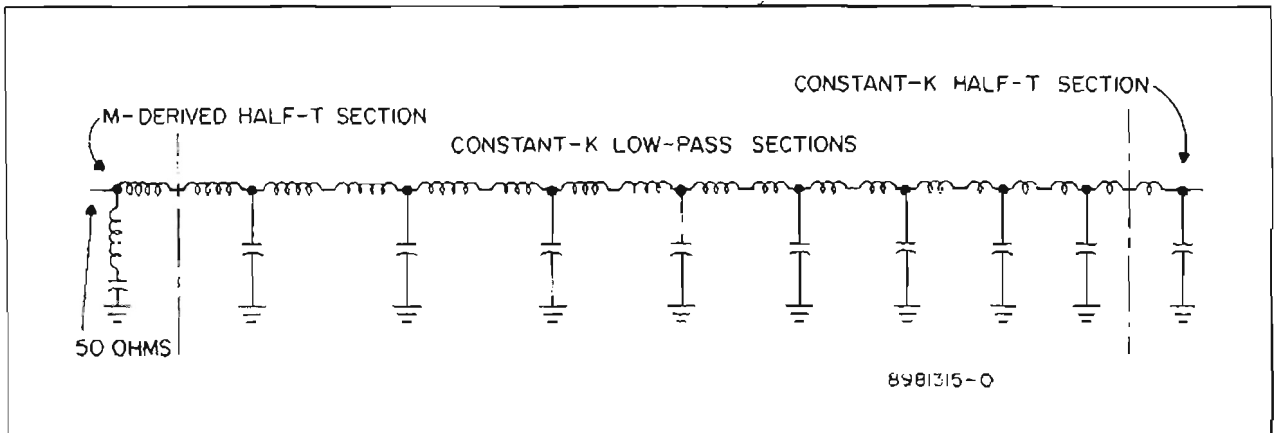 CONSTANT-K HALF-T SECTION
M-DERIVED HALF-T SECTION
CONSTANT-K LOW-PASS SECTIONS
50 OHMS
8981315-0